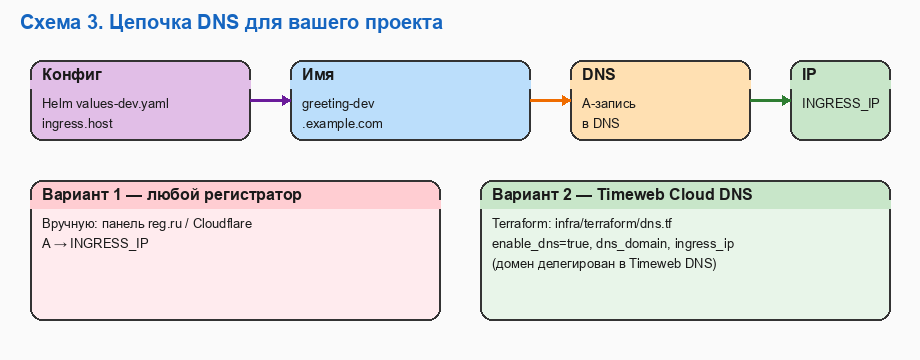 Схема 3. Цепочка DNS для вашего проекта
Конфиг
Helm values-dev.yaml
ingress.host
Имя
greeting-dev
.example.com
DNS
A-запись
в DNS
IP
INGRESS_IP
Вариант 1 — любой регистратор
Вручную: панель reg.ru / Cloudflare
A → INGRESS_IP
Вариант 2 — Timeweb Cloud DNS
Terraform: infra/terraform/dns.tf
enable_dns=true, dns_domain, ingress_ip
(домен делегирован в Timeweb DNS)